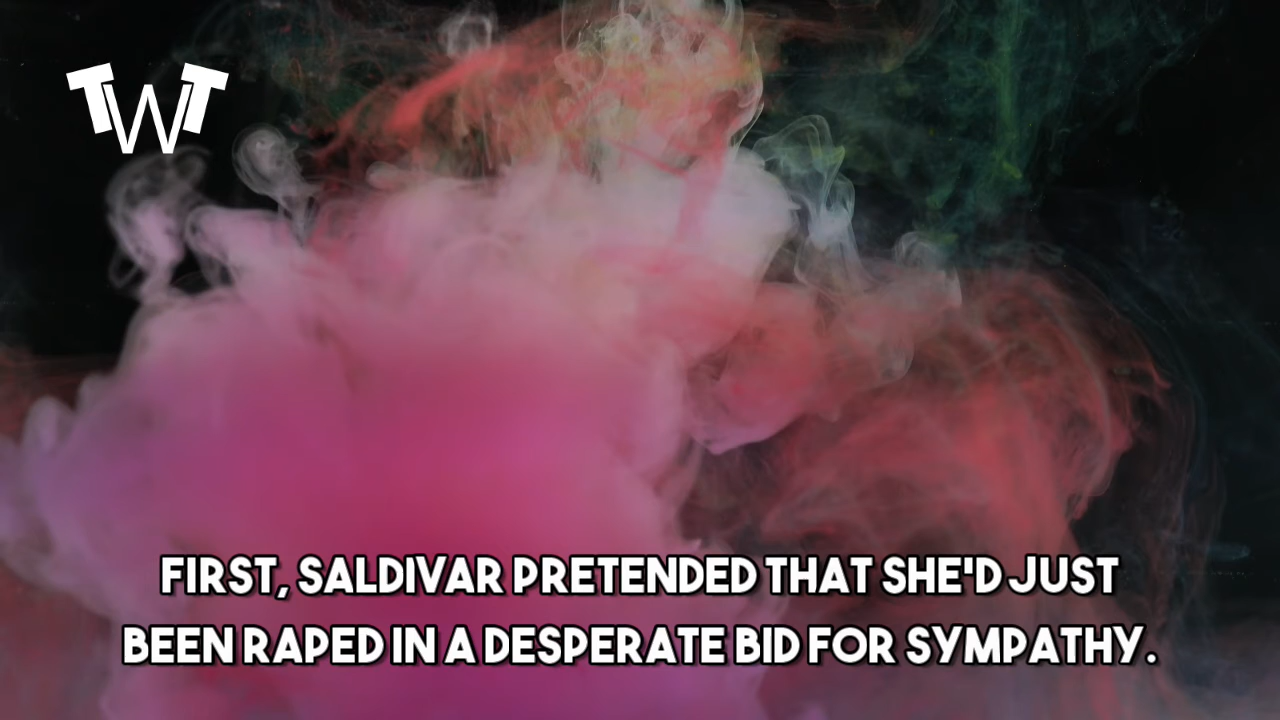 TWT
FIRST, SALDIVAR PRETENDED THAT SHE'D JUST
BEEN RAPED IN A DESPERATE BID FOR SYMPATHY.